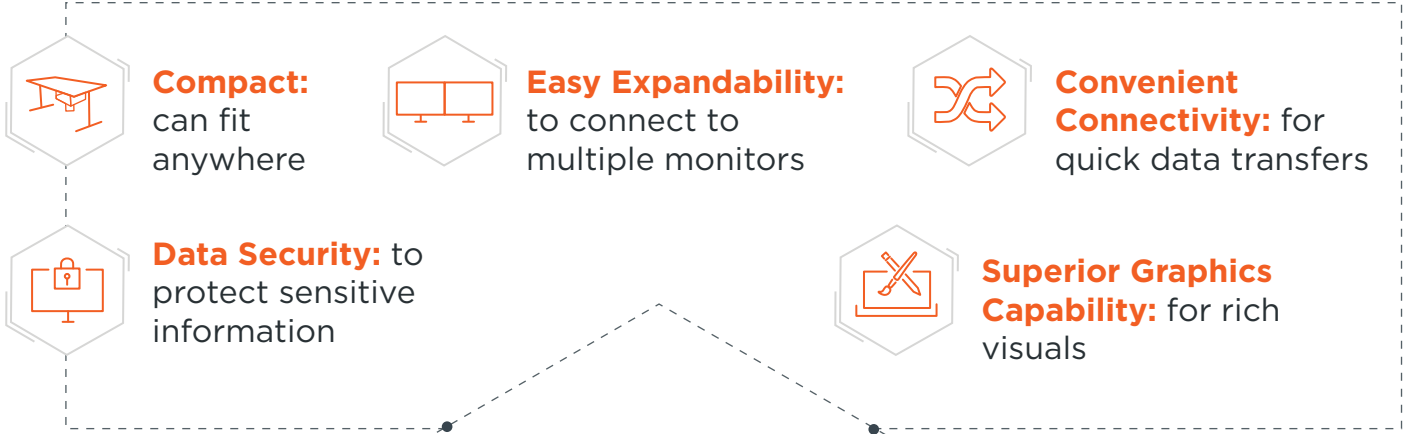 Compact:
can fit
anywhere
Easy Expandability:
to connect to
multiple monitors
Convenient
Connectivity: for
quick data transfers
Data Security: to
protect sensitive
information
Superior Graphics
Capability: for rich
visuals